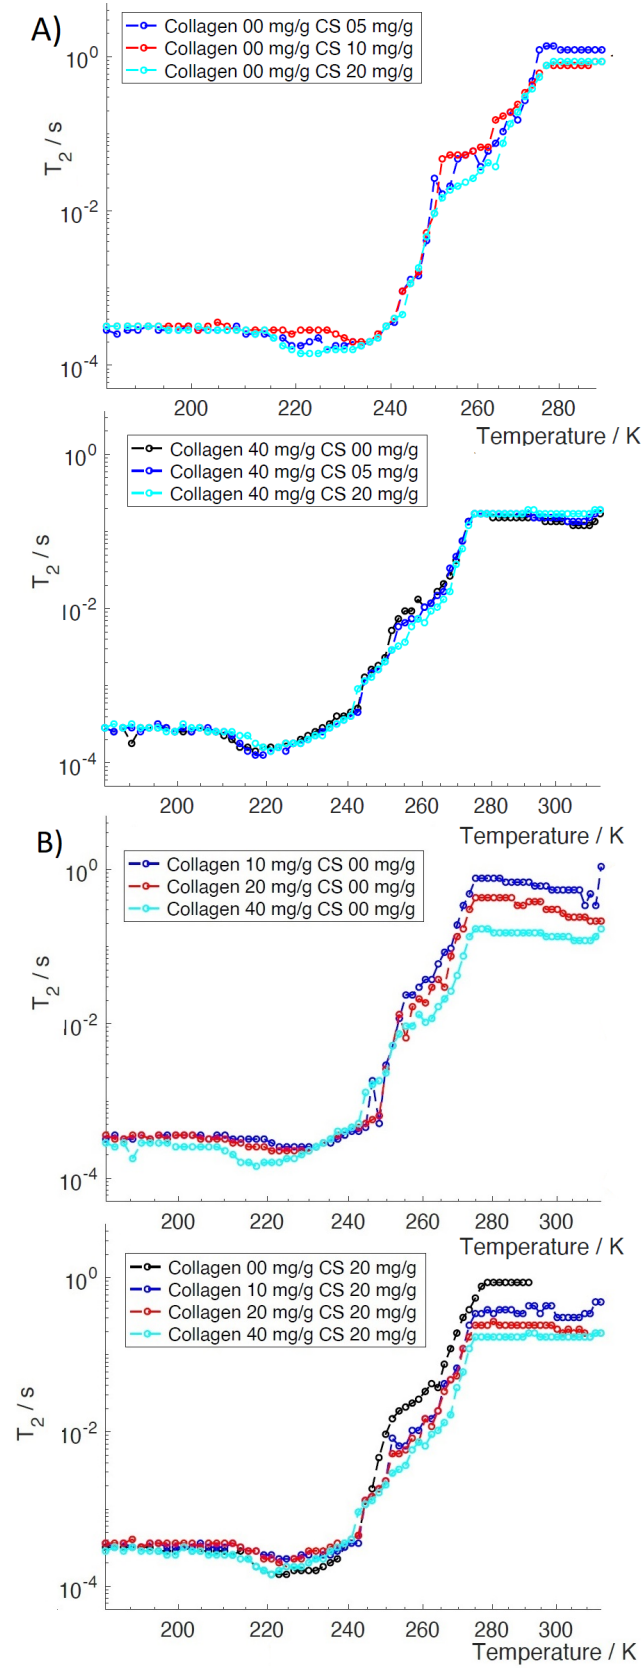 A)
Collagen 00 mg/g CS 05 mg/g
Collagen 00 mg/g CS 10 mg/g
Collagen 00 mg/g CS 20 mg/g
10^0
10^-2
10^-4
T_2 / s
200 220 240 260 280
Temperature / K
Collagen 40 mg/g CS 00 mg/g
Collagen 40 mg/g CS 05 mg/g
Collagen 40 mg/g CS 20 mg/g
10^0
10^-2
10^-4
T_2 / s
200 220 240 260 280 300
Temperature / K
B)
Collagen 10 mg/g CS 00 mg/g
Collagen 20 mg/g CS 00 mg/g
Collagen 40 mg/g CS 00 mg/g
10^0
10^-2
10^-4
T_2 / s
200 220 240 260 280 300
Temperature / K
Collagen 00 mg/g CS 20 mg/g
Collagen 10 mg/g CS 20 mg/g
Collagen 20 mg/g CS 20 mg/g
Collagen 40 mg/g CS 20 mg/g
10^0
10^-2
10^-4
T_2 / s
200 220 240 260 280 300
Temperature / K